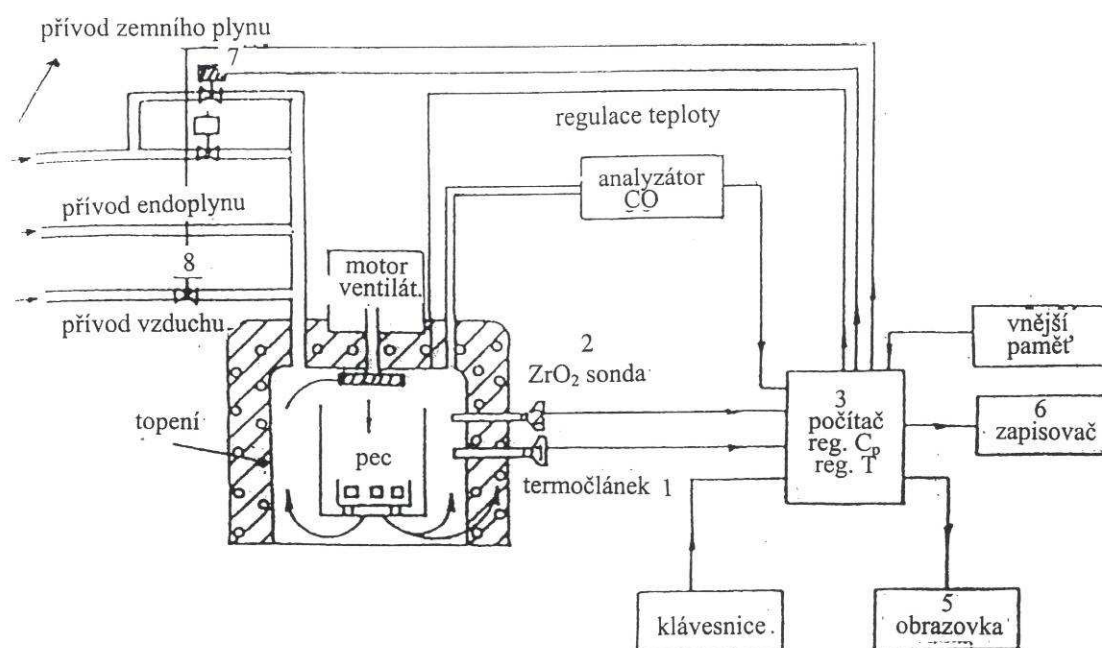 přívod zemního plynu
7
regulace teploty
analyzátor
CO
přívod endoplynu
8
motor
ventilát.
přívod vzduchu
vnější
paměť
2
ZrO₂ sonda
3
počítač
reg. Cₚ
reg. T
6
zapisovač
topení
pec
termočlánek 1
klávesnice
5
obrazovka